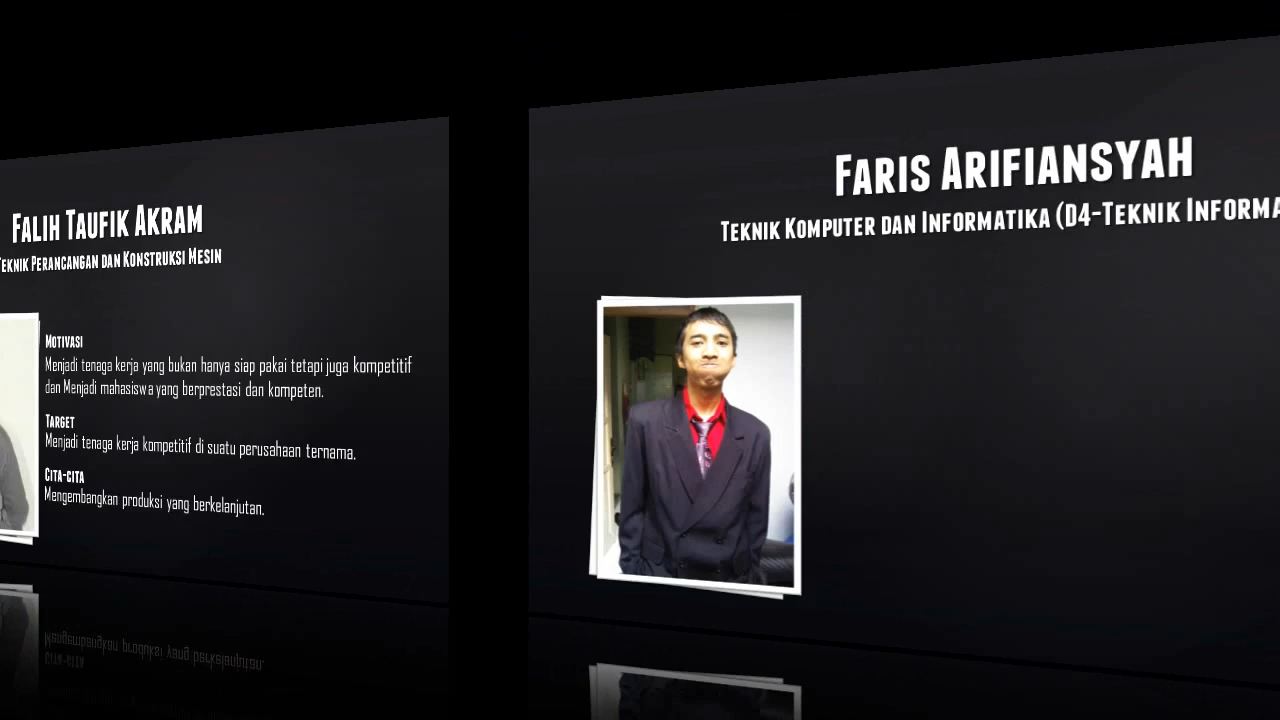 Falih Taufik Akram
Teknik Perancangan dan Konstruksi Mesin
Motivasi
Menjadi tenaga kerja yang bukan hanya siap pakai tetapi juga kompetitif
dan Menjadi mahasiswa yang berprestasi dan kompeten.
Target
Menjadi tenaga kerja kompetitif di suatu perusahaan ternama.
Cita-cita
Mengembangkan produksi yang berkelanjutan.
Faris Arifiansyah
Teknik Komputer dan Informatika (D4-Teknik Informa